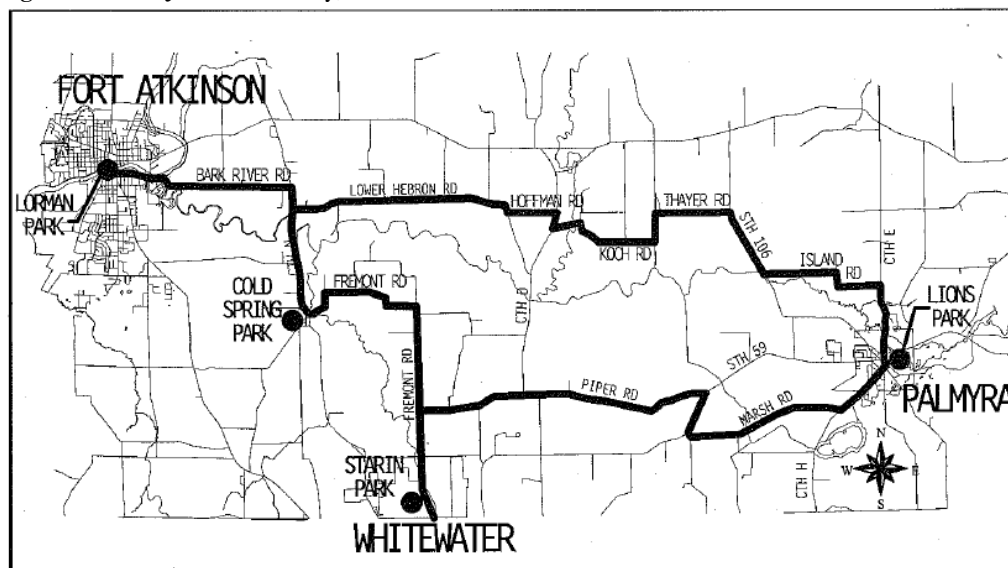 FORT ATKINSON
BARK RIVER RD
LORMAN
PARK
LOWER HEBRON RD
HOFFMAN RD
THAYER RD
KOCH RD
STH 106
ISLAND
RD
CTH E
LIONS
PARK
COLD
SPRING
PARK
FREMONT RD
FREMONT RD
STH 59
PIPER RD
MARSH RD
PALMYRA
CTH H
N
W
E
S
STARIN
PARK
WHITEWATER